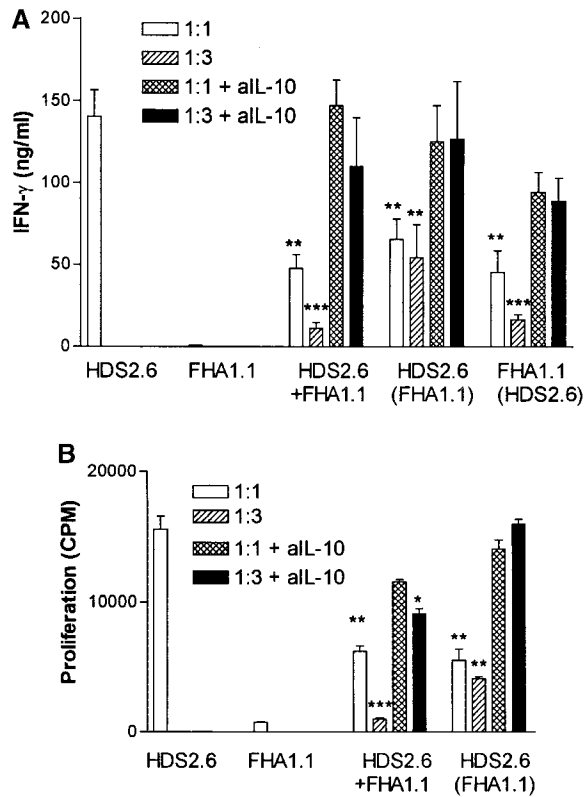 A
200
150
100
50
0
IFN-γ (ng/ml)
1:1
1:3
1:1 + aIL-10
1:3 + aIL-10
** *** ** ** ** ***
HDS2.6 FHA1.1 HDS2.6 HDS2.6 FHA1.1
+FHA1.1 (FHA1.1) (HDS2.6)
B
20000
10000
0
Proliferation (CPM)
1:1
1:3
1:1 + aIL-10
1:3 + aIL-10
** *** * ** **
HDS2.6 FHA1.1 HDS2.6 HDS2.6
+FHA1.1 (FHA1.1)